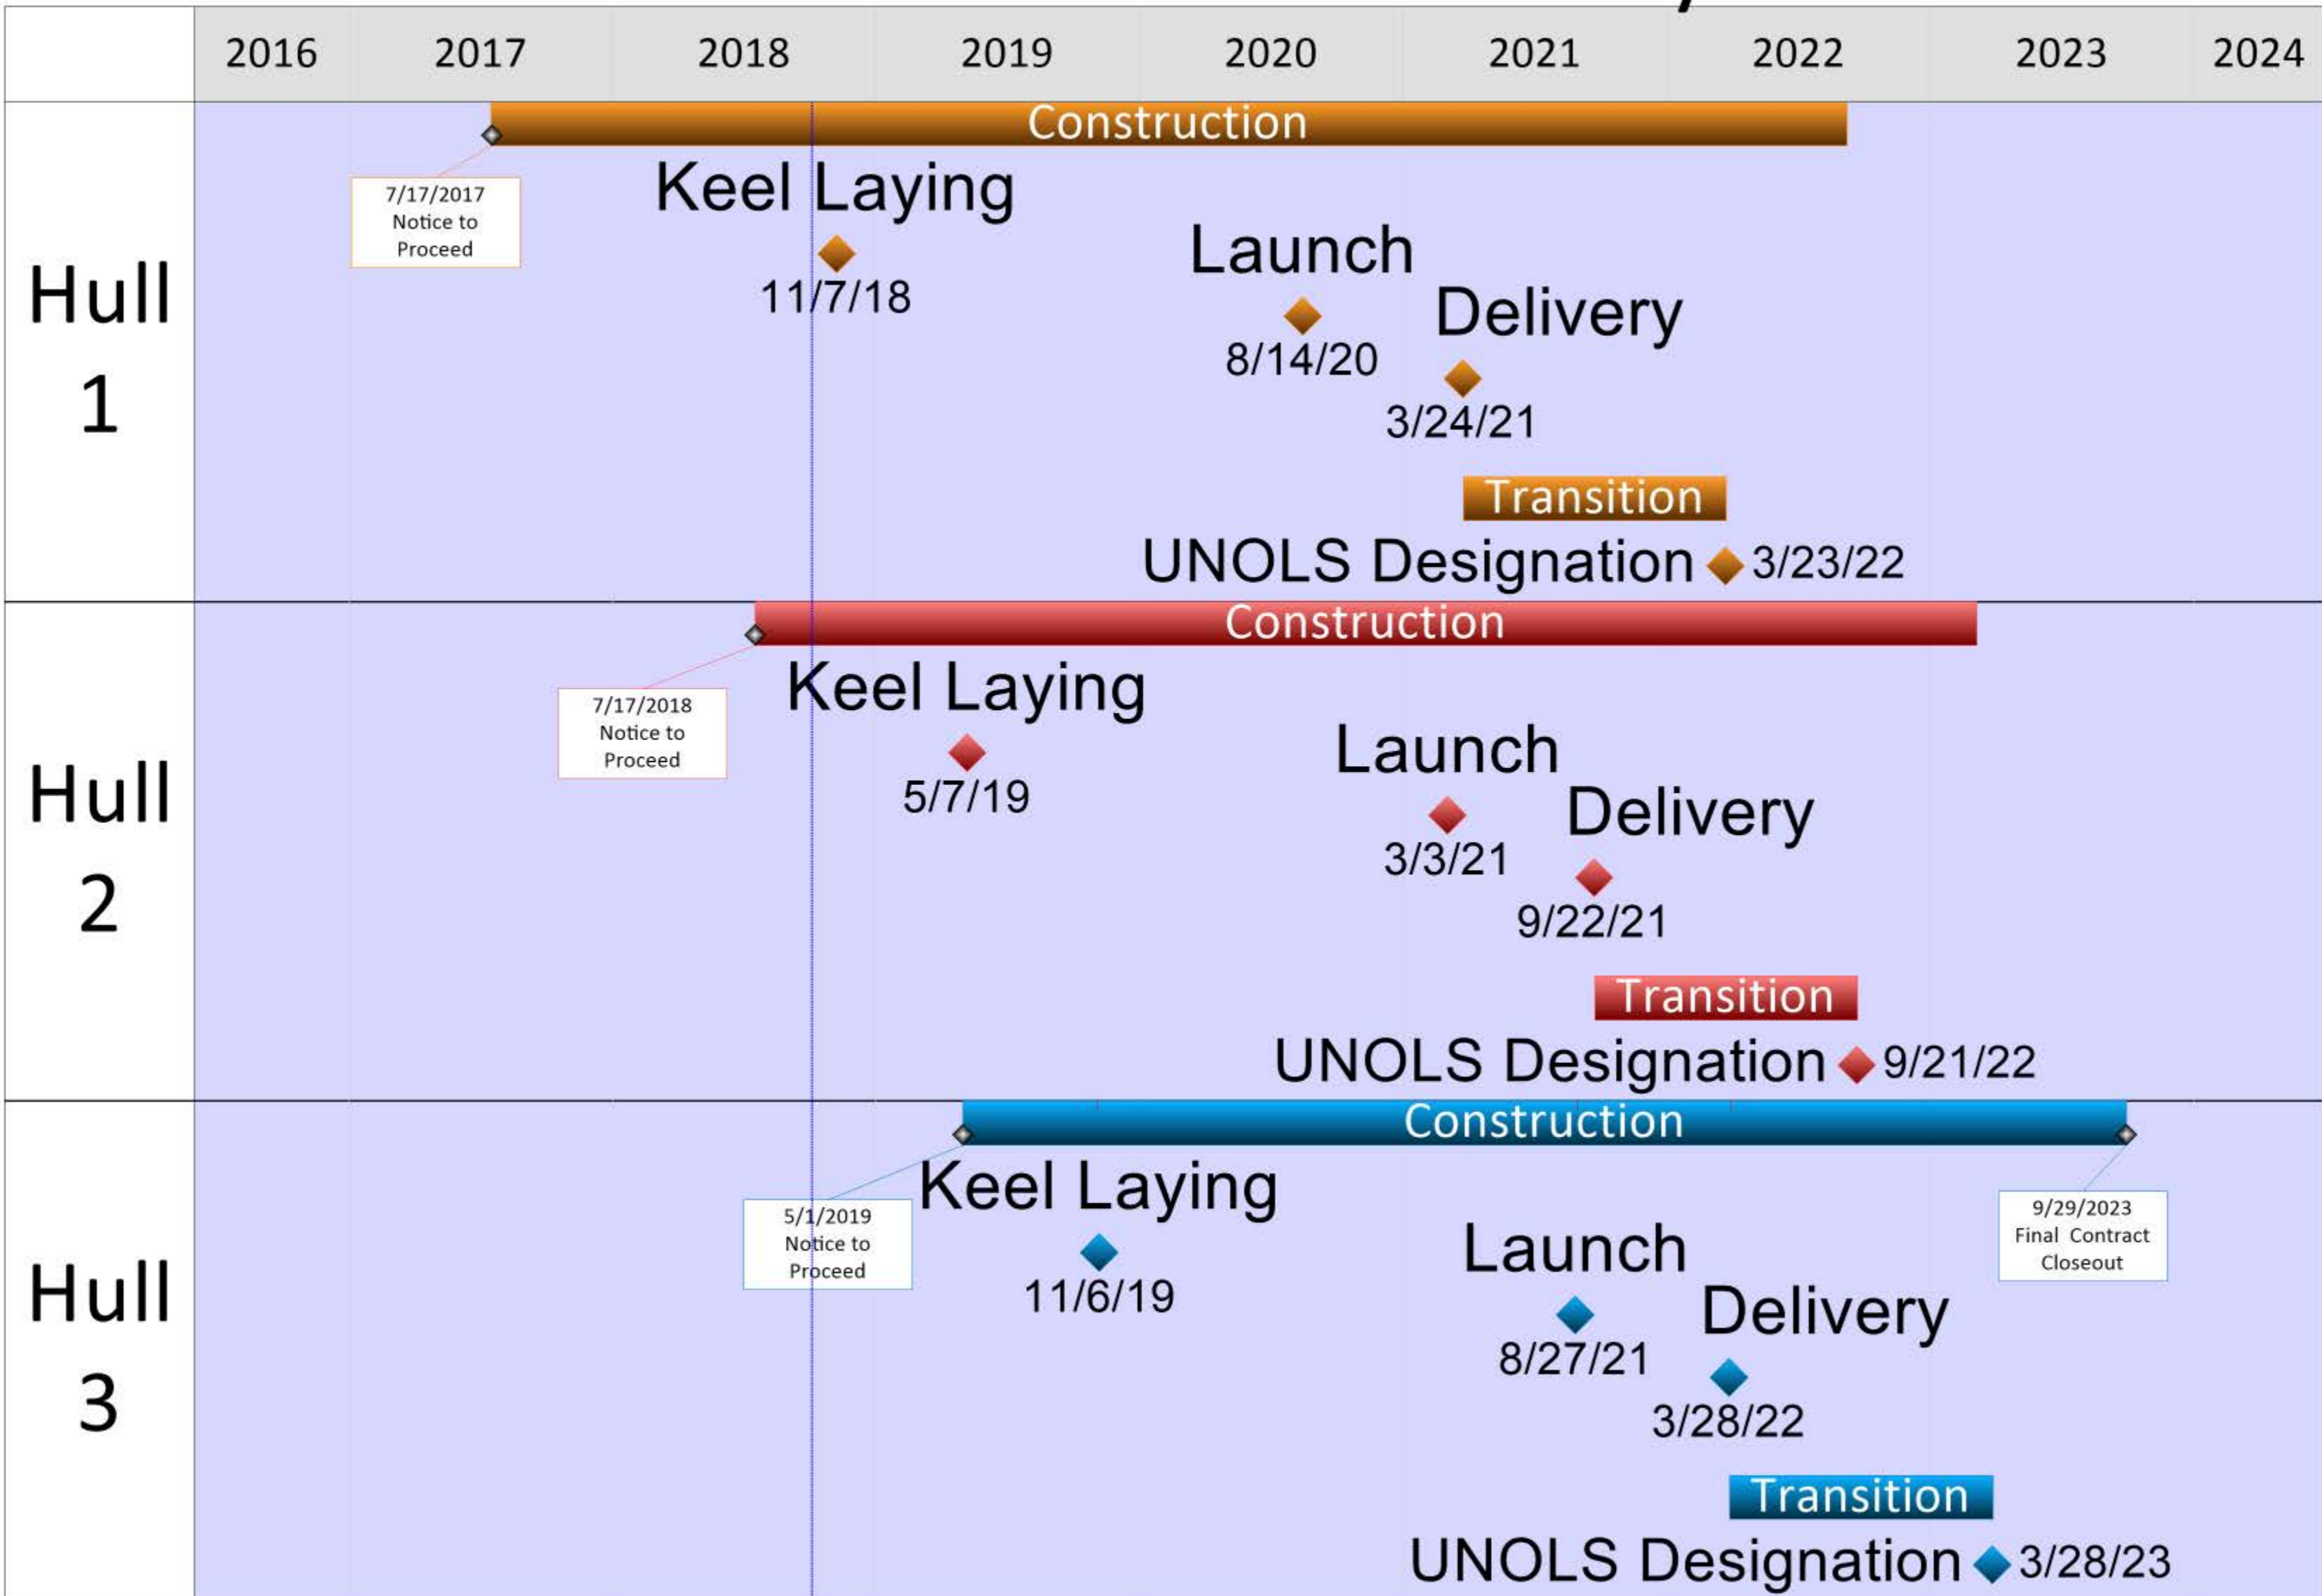 2016 2017 2018 2019 2020 2021 2022 2023 2024
Hull
1
Construction
7/17/2017
Notice to
Proceed
Keel Laying
11/7/18
Launch
8/14/20
Delivery
3/24/21
Transition
UNOLS Designation 3/23/22
Hull
2
Construction
7/17/2018
Notice to
Proceed
Keel Laying
5/7/19
Launch
3/3/21
Delivery
9/22/21
Transition
UNOLS Designation 9/21/22
Hull
3
Construction
5/1/2019
Notice to
Proceed
Keel Laying
11/6/19
Launch
8/27/21
Delivery
3/28/22
9/29/2023
Final Contract
Closeout
Transition
UNOLS Designation 3/28/23